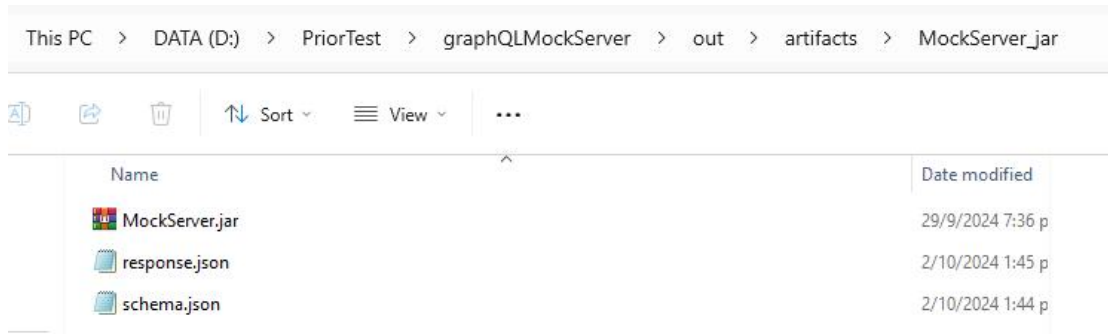 This PC > DATA (D:) > PriorTest > graphQLMockServer > out > artifacts > MockServer_jar
Sort View ...
Name Date modified
MockServer.jar 29/9/2024 7:36 p
response.json 2/10/2024 1:45 p
schema.json 2/10/2024 1:44 p